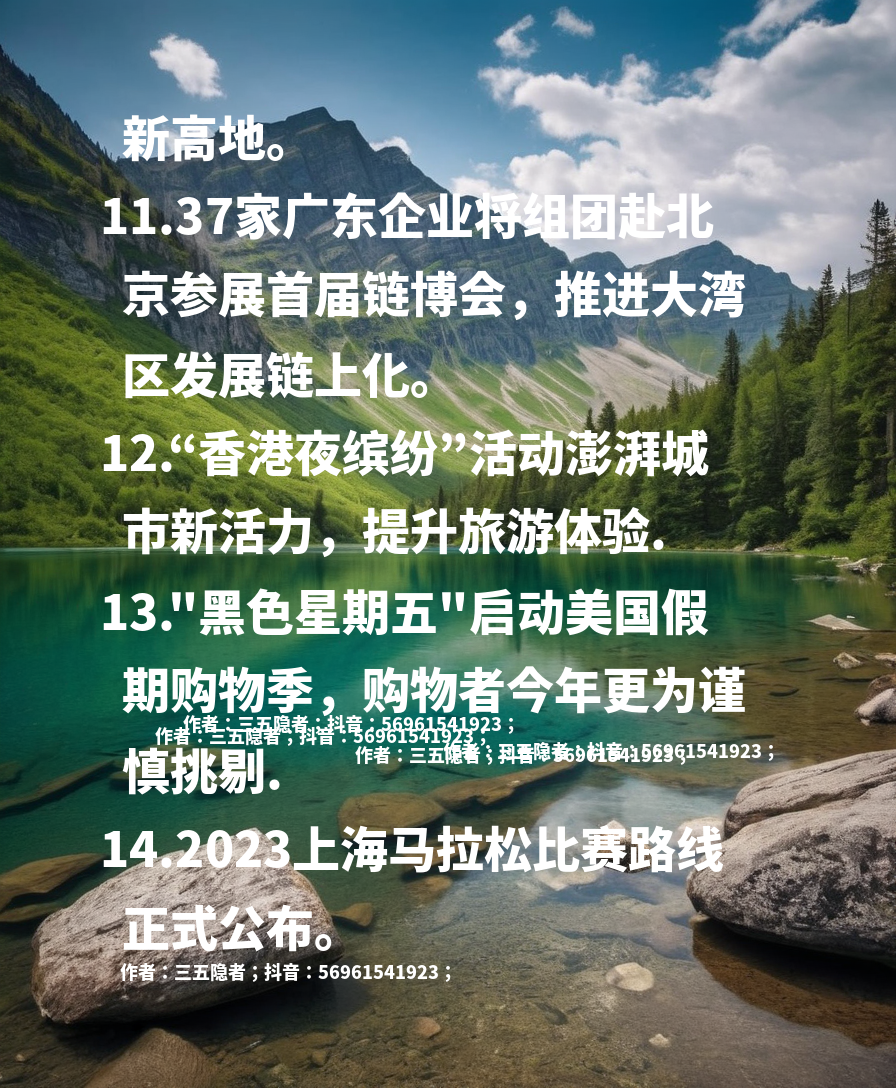 新高地。
11.37家广东企业将组团赴北
京参展首届链博会，推进大湾
区发展链上化。
12.“香港夜缤纷”活动澎湃城
市新活力，提升旅游体验.
13."黑色星期五"启动美国假
期购物季，购物者今年更为谨
作者：三五隐者；抖音：56961541923；
作者：三五隐者；抖音：56961541923；
作者：三五隐者；抖音：56961541923；
作者：三五隐者；抖音：56961541923；
慎挑剔.
14.2023上海马拉松比赛路线
正式公布。
作者：三五隐者；抖音：56961541923；